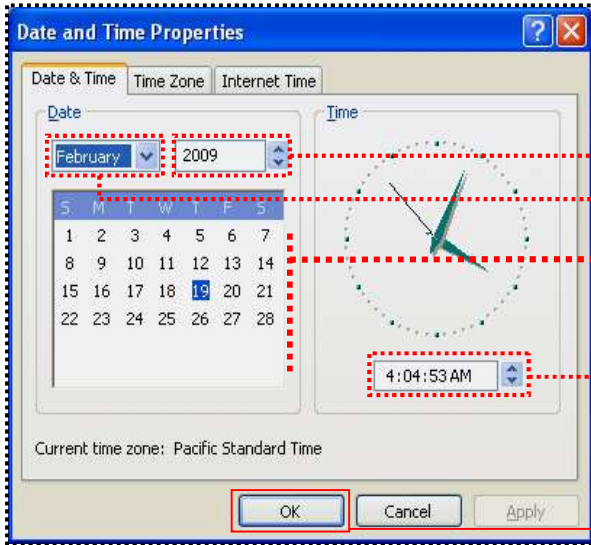 Date and Time Properties
Date & Time Time Zone Internet Time
Date
February 2009
S M T W T F S
1 2 3 4 5 6 7
8 9 10 11 12 13 14
15 16 17 18 19 20 21
22 23 24 25 26 27 28
Time
4:04:53 AM
Current time zone: Pacific Standard Time
OK Cancel Apply